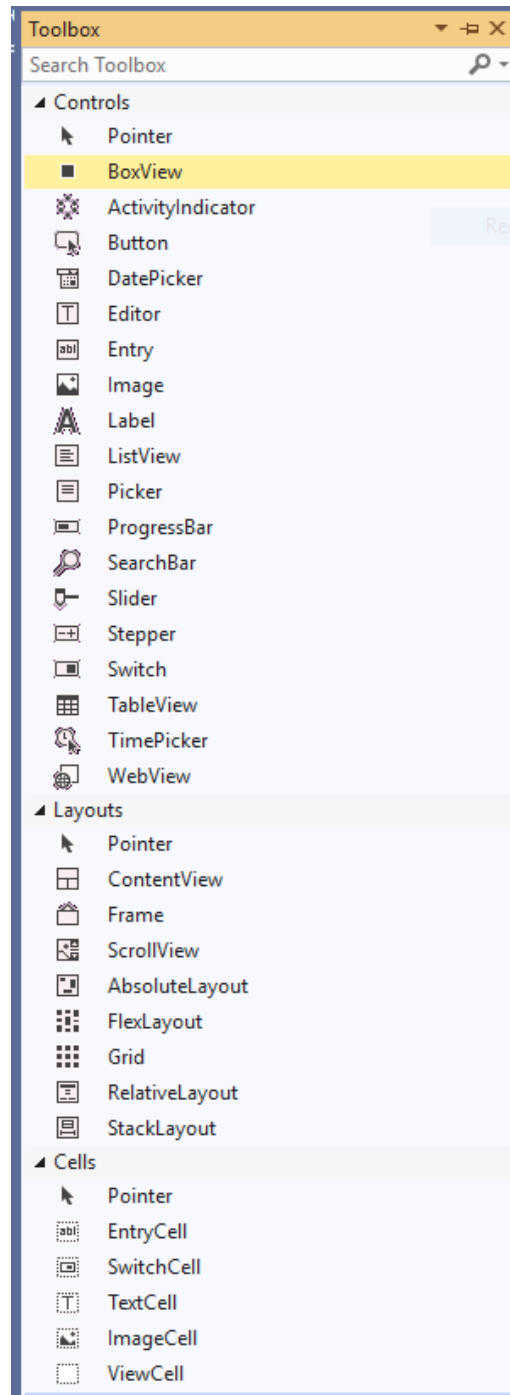 Toolbox
Search Toolbox
Controls
Pointer
BoxView
ActivityIndicator
Button
DatePicker
Editor
Entry
Image
Label
ListView
Picker
ProgressBar
SearchBar
Slider
Stepper
Switch
TableView
TimePicker
WebView
Layouts
Pointer
ContentView
Frame
ScrollView
AbsoluteLayout
FlexLayout
Grid
RelativeLayout
StackLayout
Cells
Pointer
EntryCell
SwitchCell
TextCell
ImageCell
ViewCell